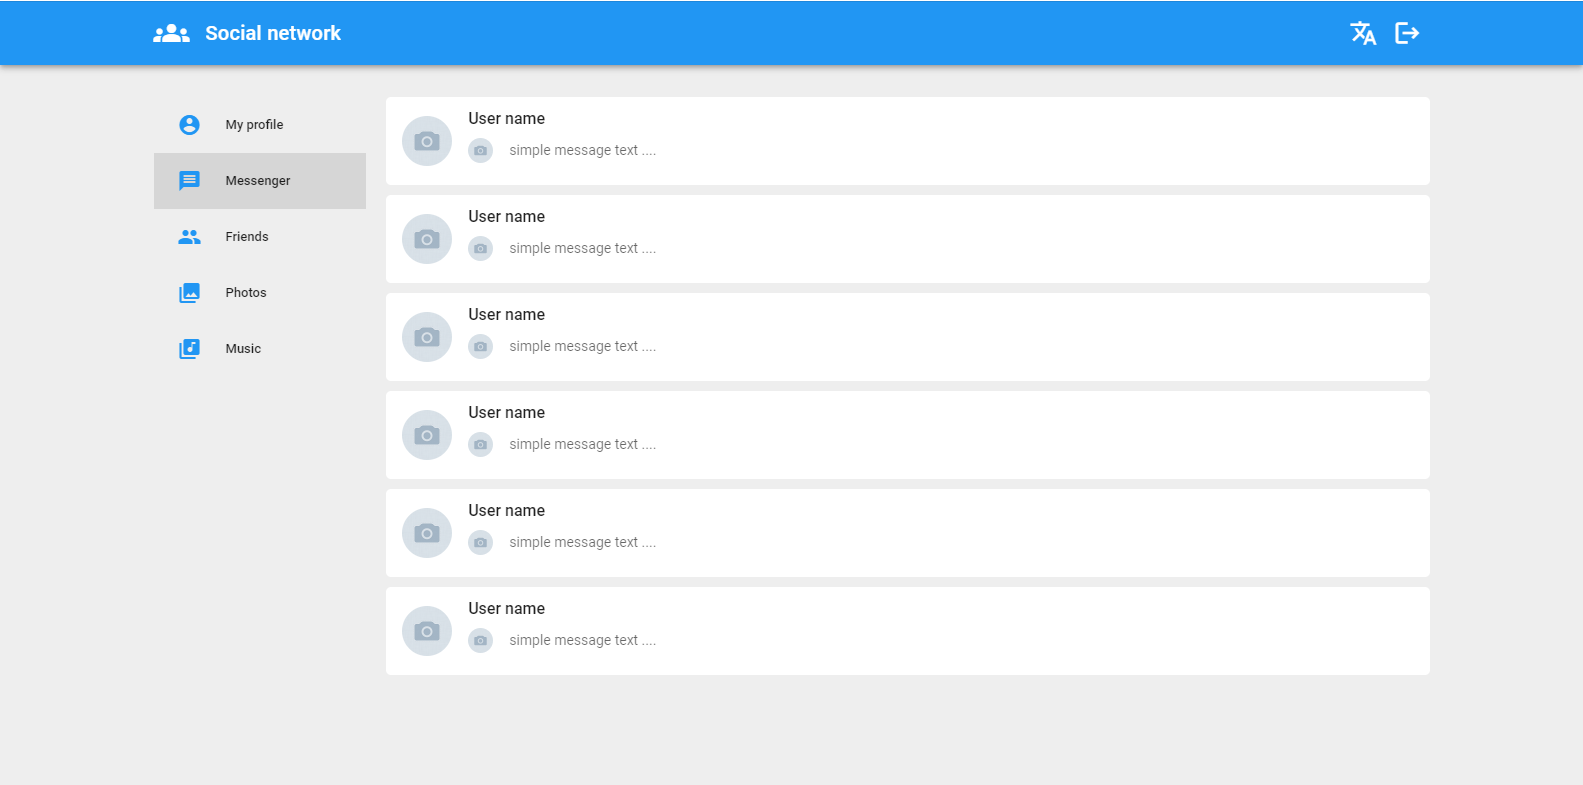 Social network
My profile
Messenger
Friends
Photos
Music
User name
simple message text ....
User name
simple message text ....
User name
simple message text ....
User name
simple message text ....
User name
simple message text ....
User name
simple message text ....